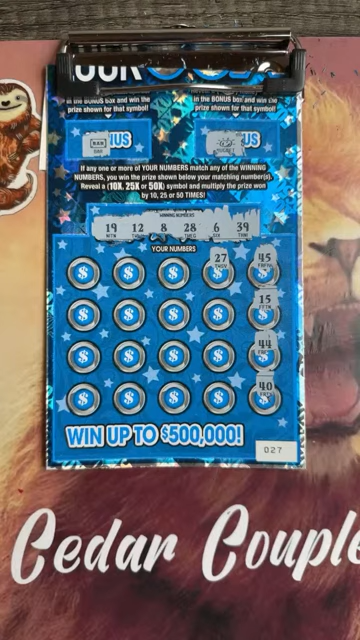 in the BONUS box and win the
prize shown for that symbol!
in the BONUS box and win the
prize shown for that symbol!
If any one or more of YOUR NUMBERS match any of the WINNING
NUMBERS, you win the prize shown below your matching number(s).
Reveal a (10X, 25X or 50X) symbol and multiply the prize won
by 10, 25 or 50 TIMES!
WINNING NUMBERS
19 12 8 28 6 39
YOUR NUMBERS
27 45
15
44
40
WIN UP TO $500,000!
027
Cedar Couple